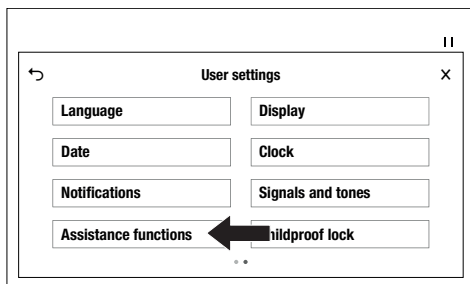 User settings
Language
Display
Date
Clock
Notifications
Signals and tones
Assistance functions
hildproof lock